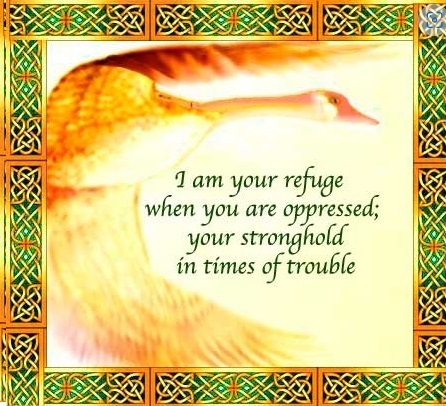 I am your refuge
when you are oppressed;
your stronghold
in times of trouble